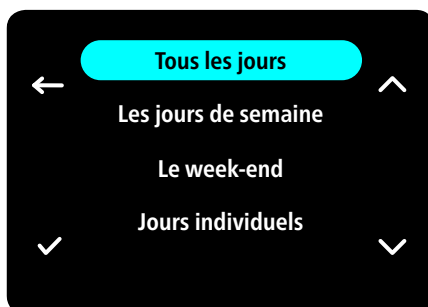 Tous les jours
Les jours de semaine
Le week-end
Jours individuels